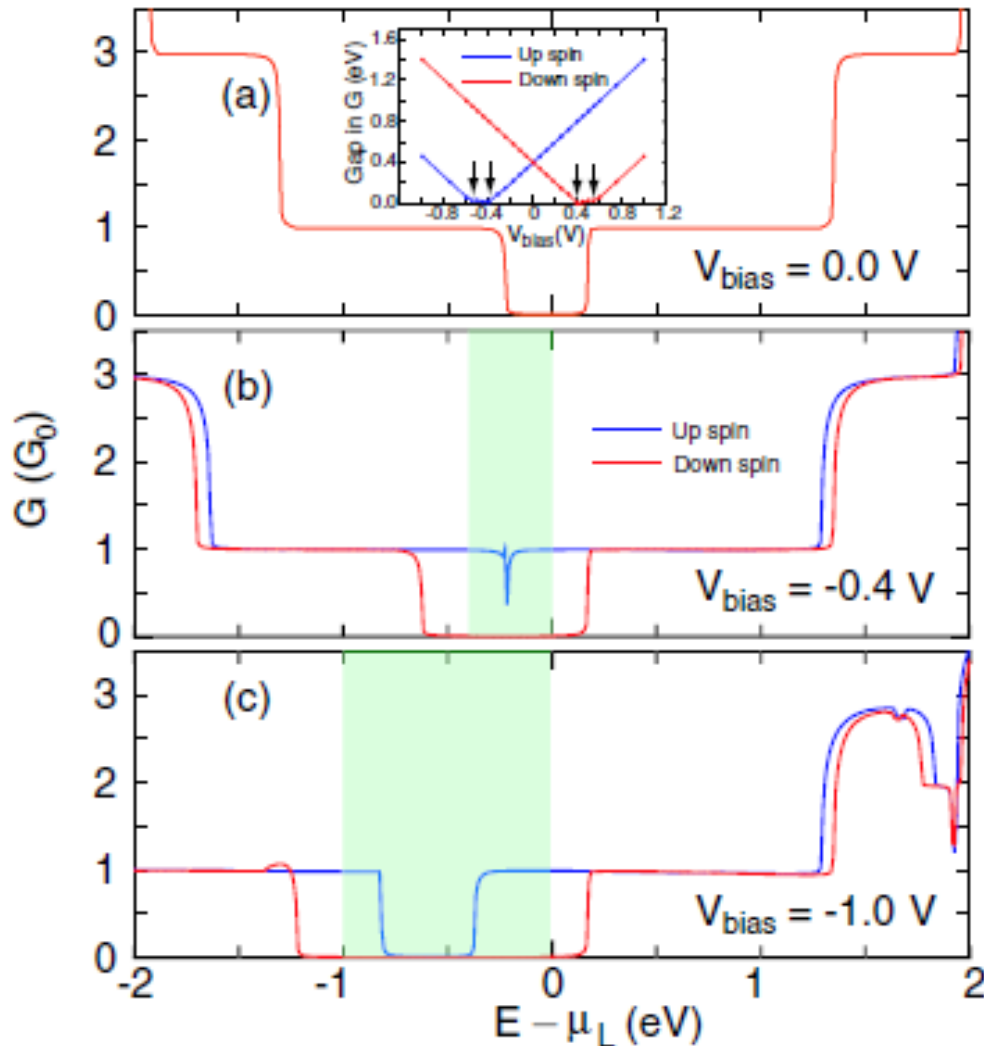 3
2
1
0
(a)
1.6
1.2
0.8
0.4
0.0
Gap in G (eV)
Up spin
Down spin
-0.8 -0.4 0 0.4 0.8 1.2
V_bias(V)
V_bias = 0.0 V
3
2
1
0
(b)
Up spin
Down spin
V_bias = -0.4 V
G (G_0)
3
2
1
0
(c)
V_bias = -1.0 V
-2 -1 0 1 2
E − μ_L (eV)